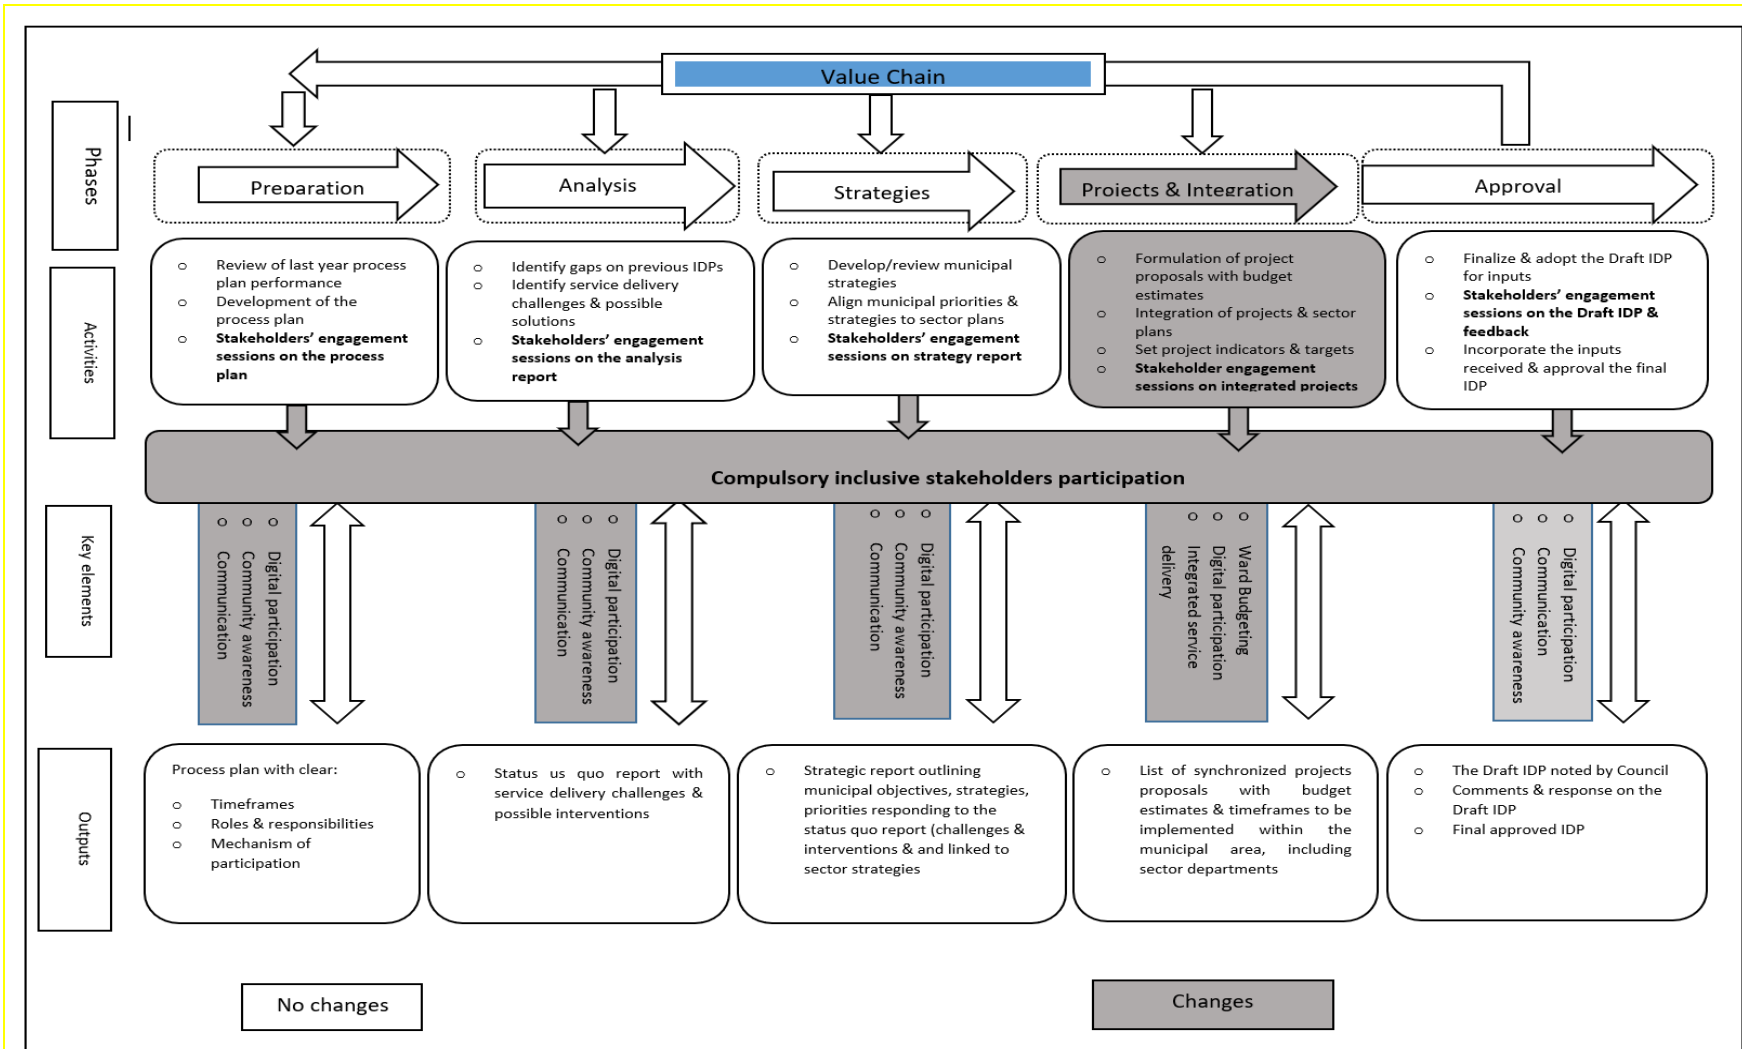 Value Chain
Phases
Preparation
Analysis
Strategies
Projects & Integration
Approval
Activities
o Review of last year process
plan performance
o Development of the
process plan
o Stakeholders’ engagement
sessions on the process
plan
o Identify gaps on previous IDPs
o Identify service delivery
challenges & possible
solutions
o Stakeholders’ engagement
sessions on the analysis
report
o Develop/review municipal
strategies
o Align municipal priorities &
strategies to sector plans
o Stakeholders’ engagement
sessions on strategy report
o Formulation of project
proposals with budget
estimates
o Integration of projects & sector
plans
o Set project indicators & targets
o Stakeholder engagement
sessions on integrated projects
o Finalize & adopt the Draft IDP
for inputs
o Stakeholders’ engagement
sessions on the Draft IDP &
feedback
o Incorporate the inputs
received & approval the final
IDP
Compulsory inclusive stakeholders participation
Key elements
o Digital participation
o Community awareness
o Communication
o Digital participation
o Community awareness
o Communication
o Digital participation
o Community awareness
o Communication
o Ward Budgeting
o Digital participation
o Integrated service
delivery
o Digital participation
o Communication
o Community awareness
Outputs
Process plan with clear:
o Timeframes
o Roles & responsibilities
o Mechanism of
participation
o Status us quo report with
service delivery challenges &
possible interventions
o Strategic report outlining
municipal objectives, strategies,
priorities responding to the
status quo report (challenges &
interventions & and linked to
sector strategies
o List of synchronized projects
proposals with budget
estimates & timeframes to be
implemented within the
municipal area, including
sector departments
o The Draft IDP noted by Council
o Comments & response on the
Draft IDP
o Final approved IDP
No changes
Changes